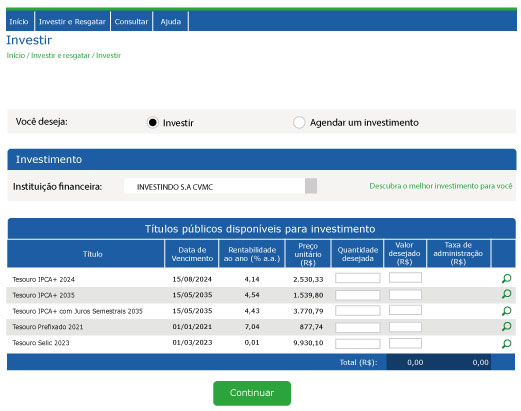 Início Investir e Resgatar Consultar Ajuda
Investir
Início / Investir e resgatar / Investir
Você deseja: Investir Agendar um investimento
Investimento
Instituição financeira: INVESTINDO S.A CVMC Descubra o melhor investimento para você
Títulos públicos disponíveis para investimento
Título Data de Vencimento Rentabilidade ao ano (% a.a.) Preço unitário (R$) Quantidade desejada Valor desejado (R$) Taxa de administração (R$)
Tesouro IPCA+ 2024 15/08/2024 4,14 2.530,33
Tesouro IPCA+ 2035 15/05/2035 4,54 1.539,80
Tesouro IPCA+ com Juros Semestrais 2035 15/05/2035 4,43 3.770,79
Tesouro Prefixado 2021 01/01/2021 7,04 877,74
Tesouro Selic 2023 01/03/2023 0,01 9.930,10
Total (R$): 0,00 0,00
Continuar